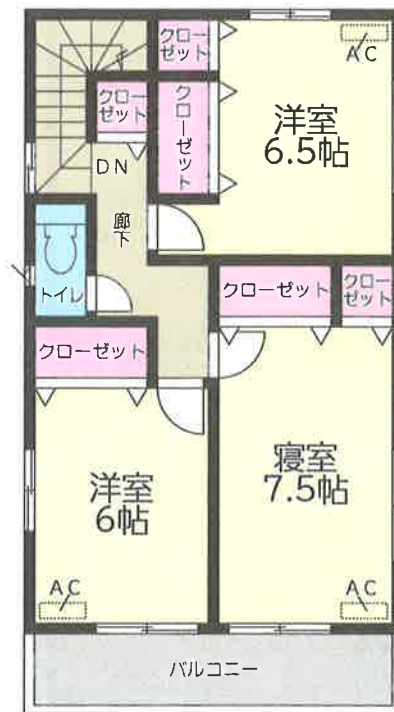 クロー
ゼット
AC
クロー
ゼット
クローゼット
洋室
6.5帖
DN
廊下
トイレ
クローゼット
クロー
ゼット
クローゼット
洋室
6帖
寝室
7.5帖
AC
AC
バルコニー